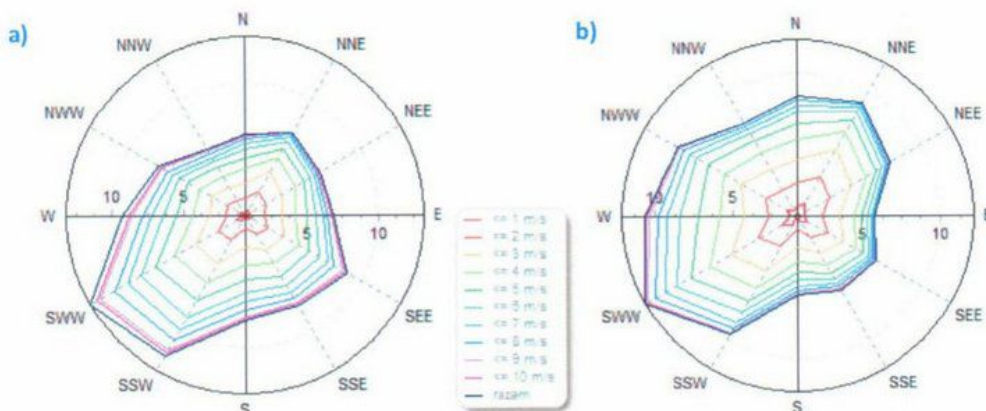 a)
N
NNW
NNE
NWW
NEE
W
10
5
5
10
E
SWW
SEE
SSW
SSE
S
<= 1 m/s
<= 2 m/s
<= 3 m/s
<= 4 m/s
<= 5 m/s
<= 6 m/s
<= 7 m/s
<= 8 m/s
<= 9 m/s
<= 10 m/s
razem
b)
N
NNW
NNE
NWW
NEE
W
10
5
5
10
E
SWW
SEE
SSW
SSE
S